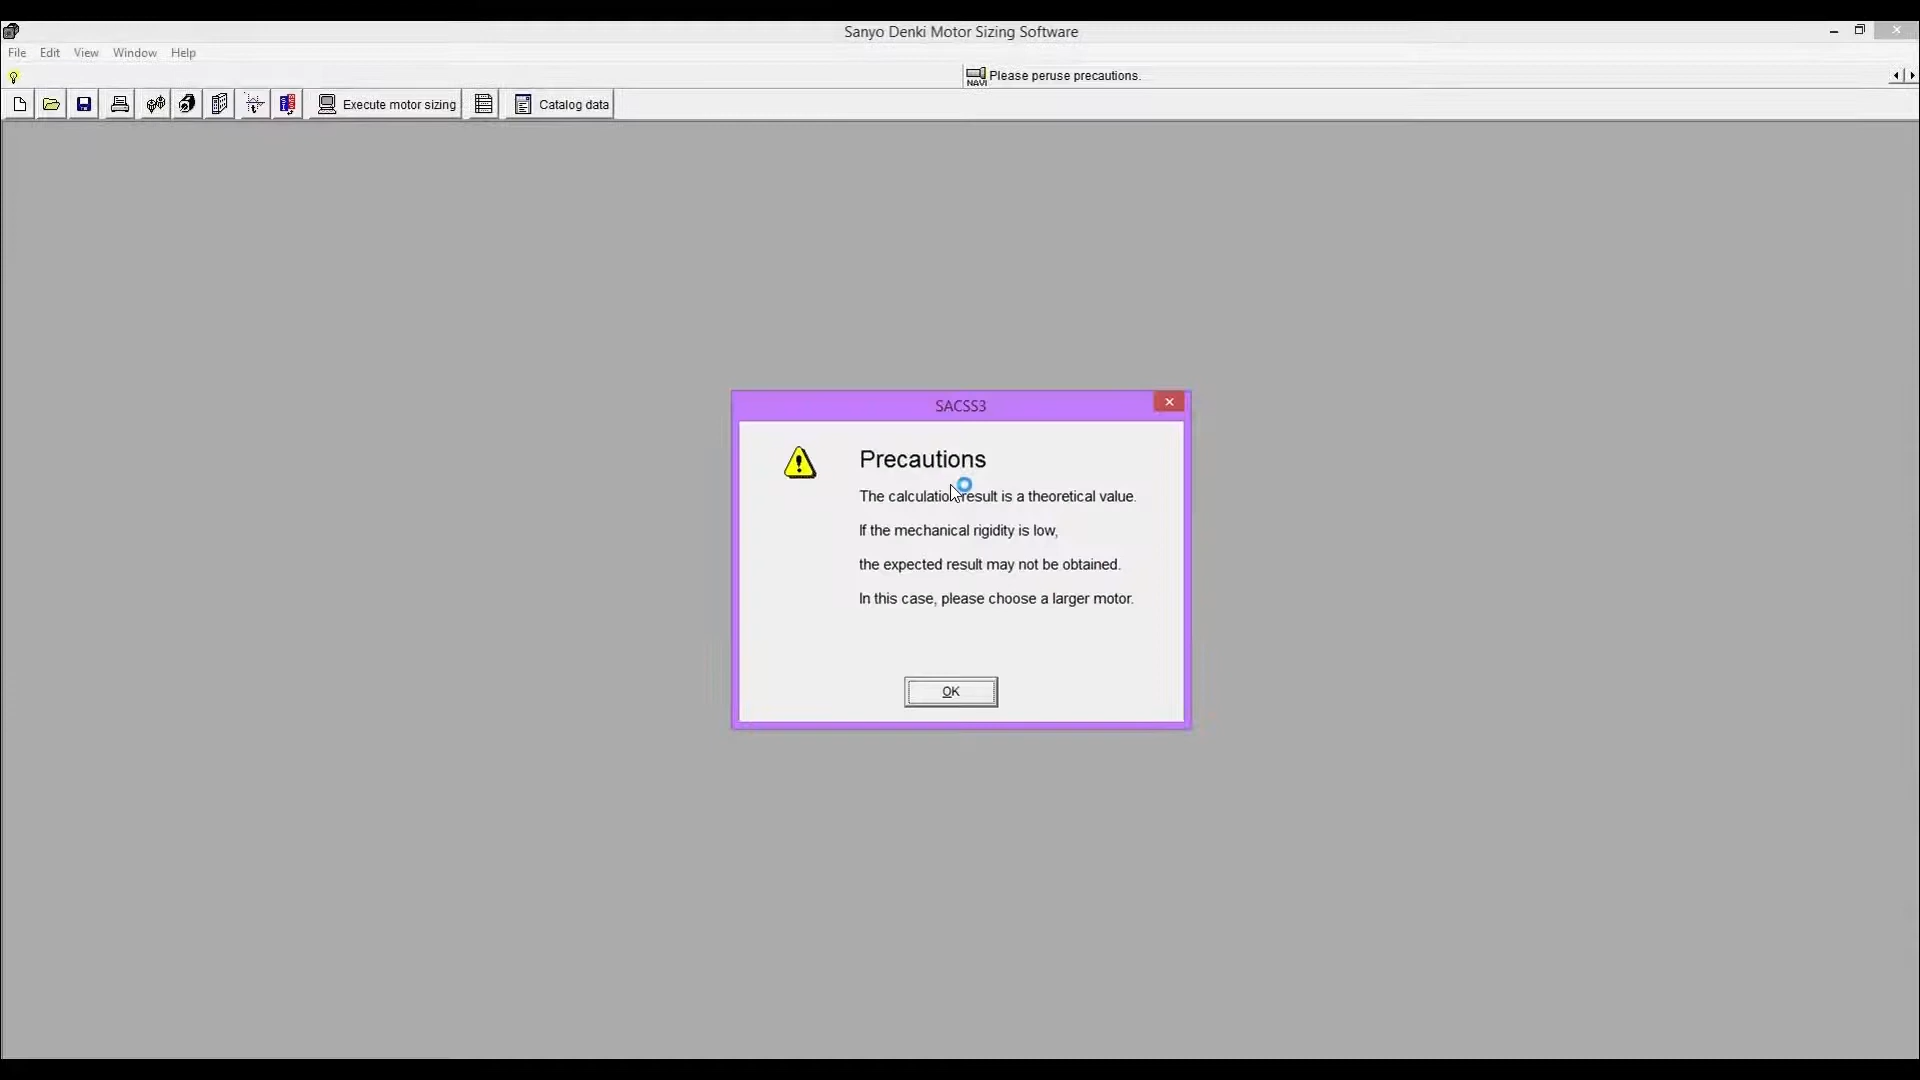 Sanyo Denki Motor Sizing Software
File Edit View Window Help
NAVI Please peruse precautions.
Execute motor sizing Catalog data
SACSS3
Precautions
The calculation result is a theoretical value.
If the mechanical rigidity is low,
the expected result may not be obtained.
In this case, please choose a larger motor.
OK